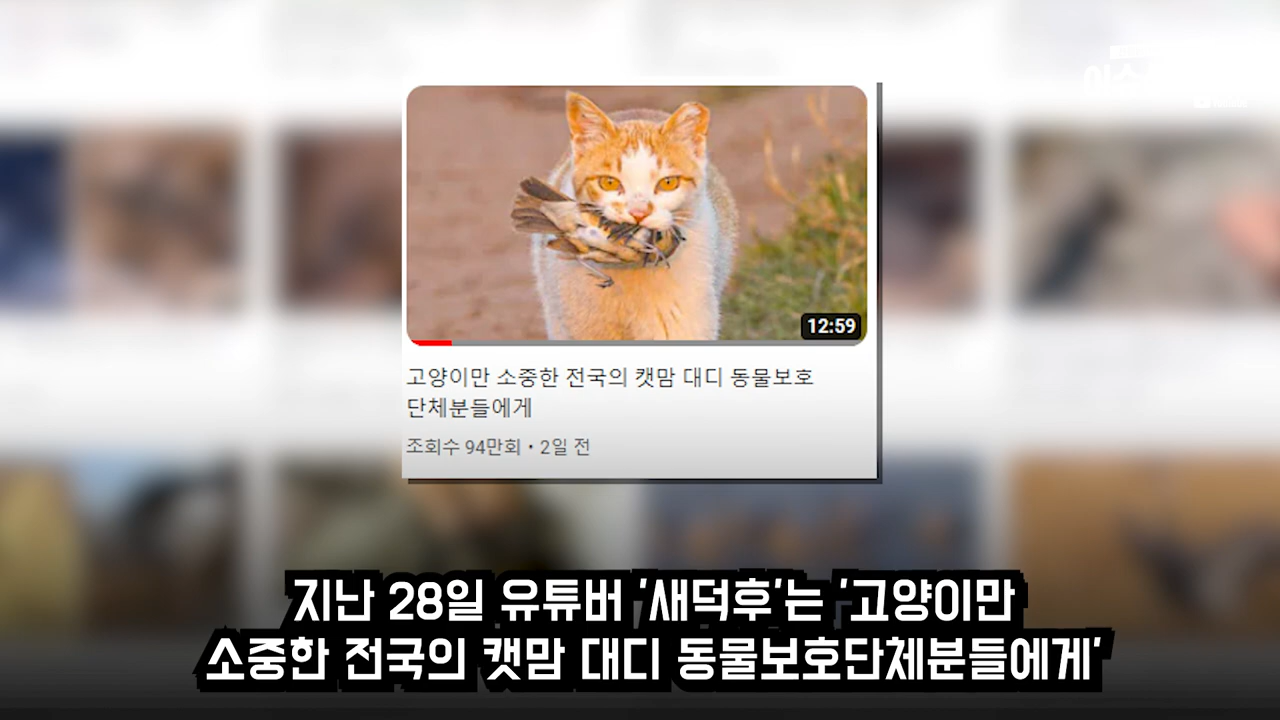 12:59
고양이만 소중한 전국의 캣맘 대디 동물보호
단체분들에게
조회수 94만회 • 2일 전
지난 28일 유튜버 '새덕후'는 '고양이만
소중한 전국의 캣맘 대디 동물보호단체분들에게'